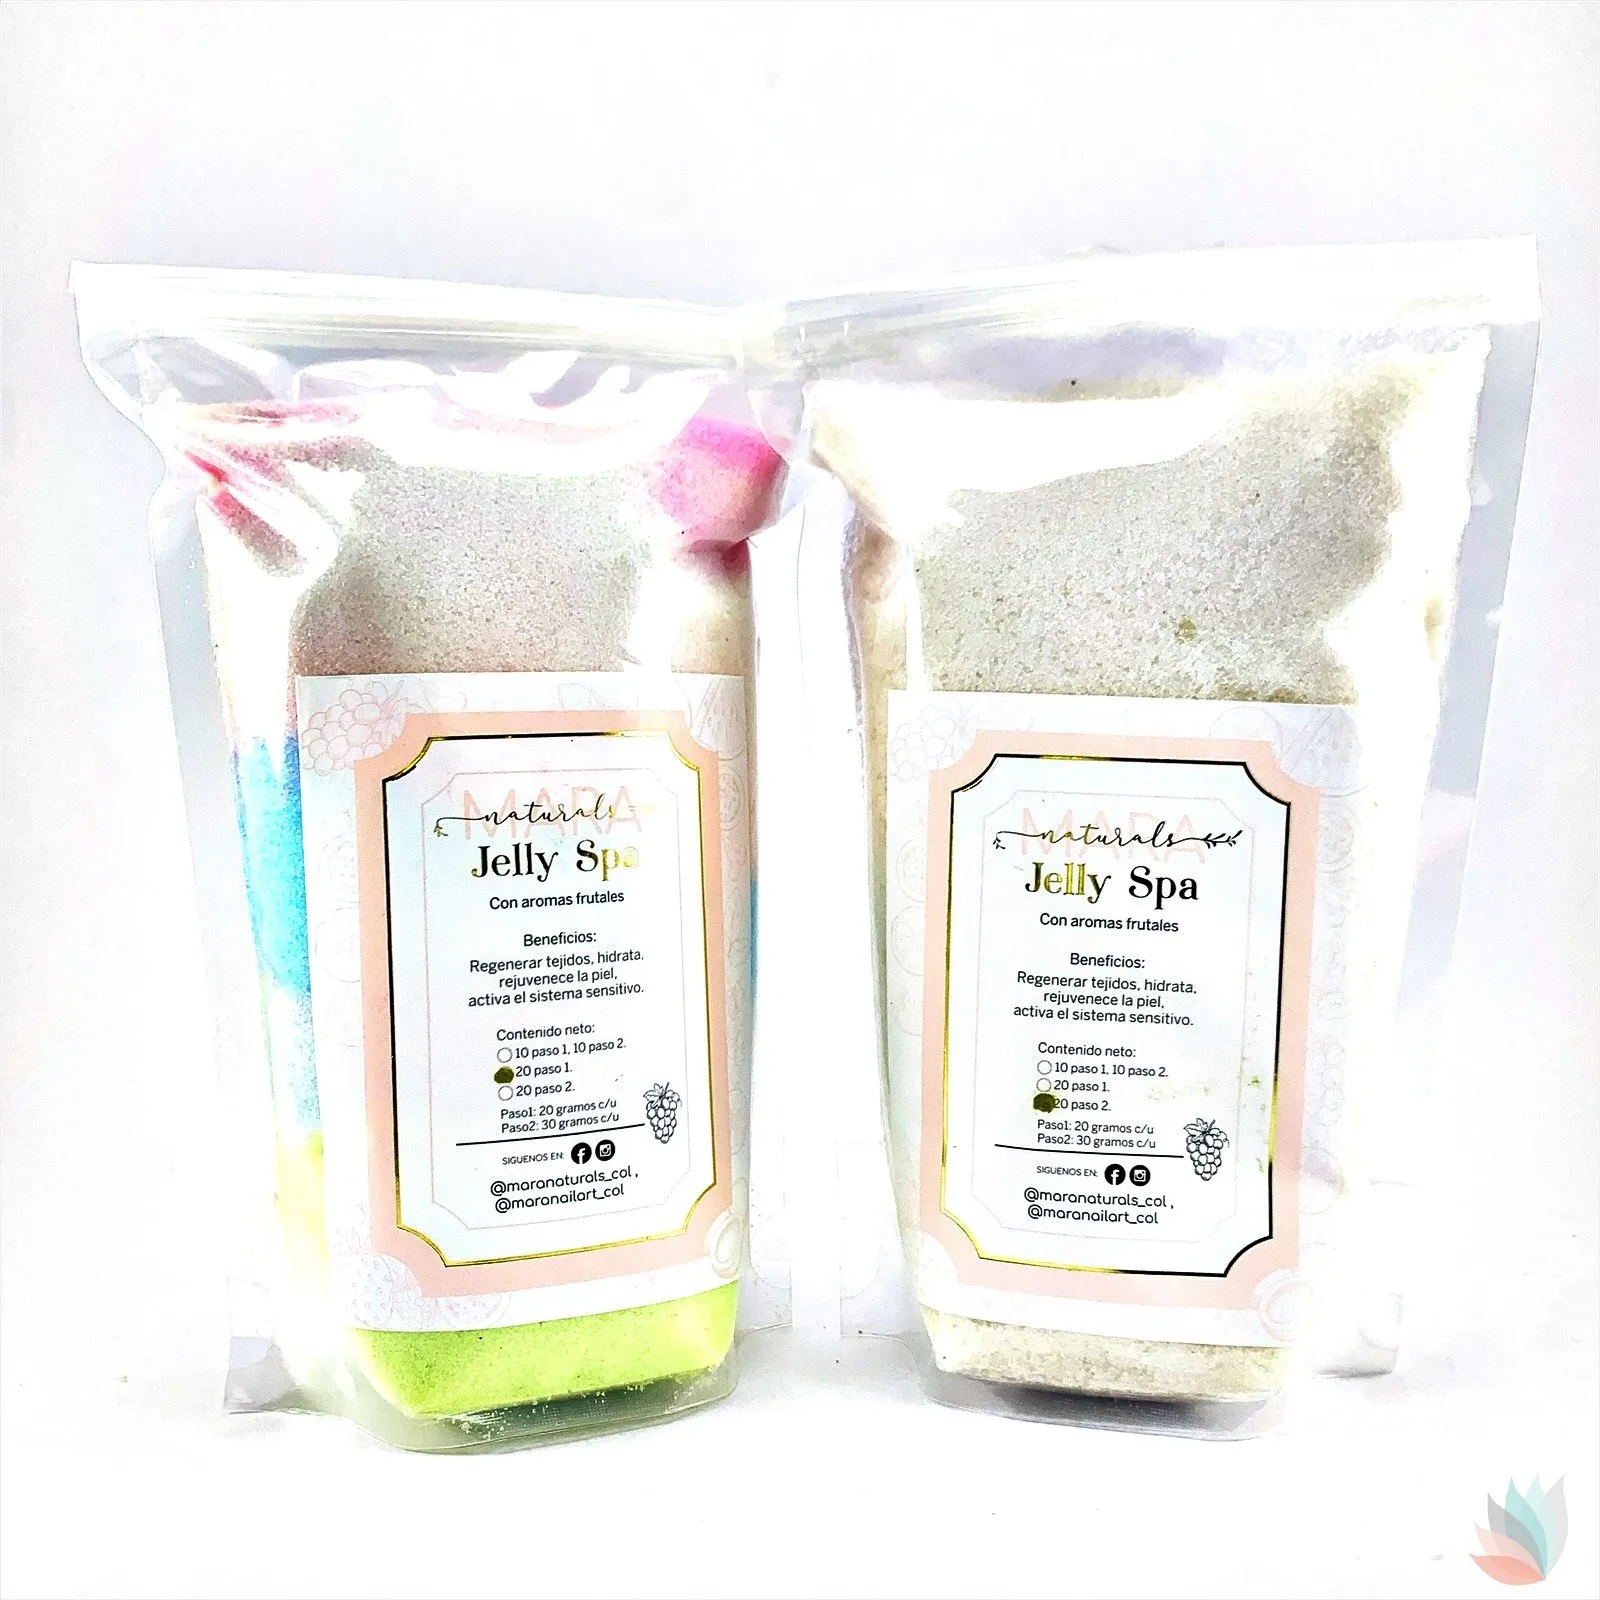 MARA
naturals
Jelly Spa
Con aromas frutales
Beneficios:
Regenerar tejidos, hidrata,
rejuvenece la piel,
activa el sistema sensitivo.
Contenido neto:
10 paso 1, 10 paso 2.
20 paso 1.
20 paso 2.
Paso1: 20 gramos c/u
Paso2: 30 gramos c/u
SIGUENOS EN:
@maranaturals_col ,
@maranailart_col
MARA
naturals
Jelly Spa
Con aromas frutales
Beneficios:
Regenerar tejidos, hidrata,
rejuvenece la piel,
activa el sistema sensitivo.
Contenido neto:
10 paso 1, 10 paso 2.
20 paso 1.
20 paso 2.
Paso1: 20 gramos c/u
Paso2: 30 gramos c/u
SIGUENOS EN:
@maranaturals_col ,
@maranailart_col